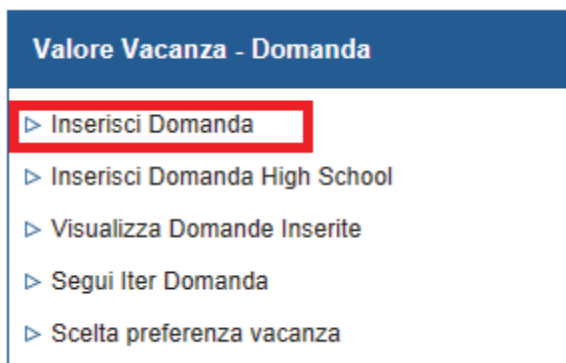 Valore Vacanza - Domanda
Inserisci Domanda
Inserisci Domanda High School
Visualizza Domande Inserite
Segui Iter Domanda
Scelta preferenza vacanza